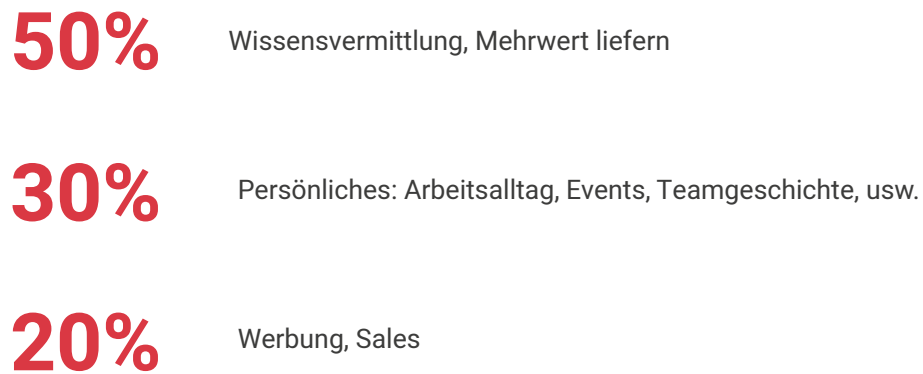 50% Wissensvermittlung, Mehrwert liefern
30% Persönliches: Arbeitsalltag, Events, Teamgeschichte, usw.
20% Werbung, Sales